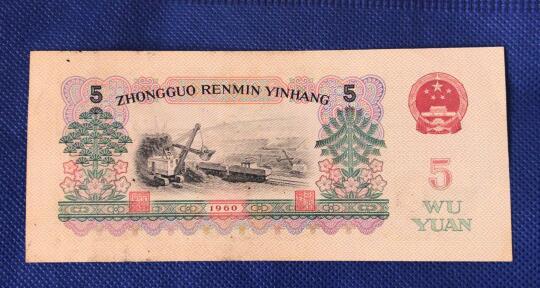 5 ZHONGGUO RENMIN YINHANG 5
5
WU
YUAN
1960